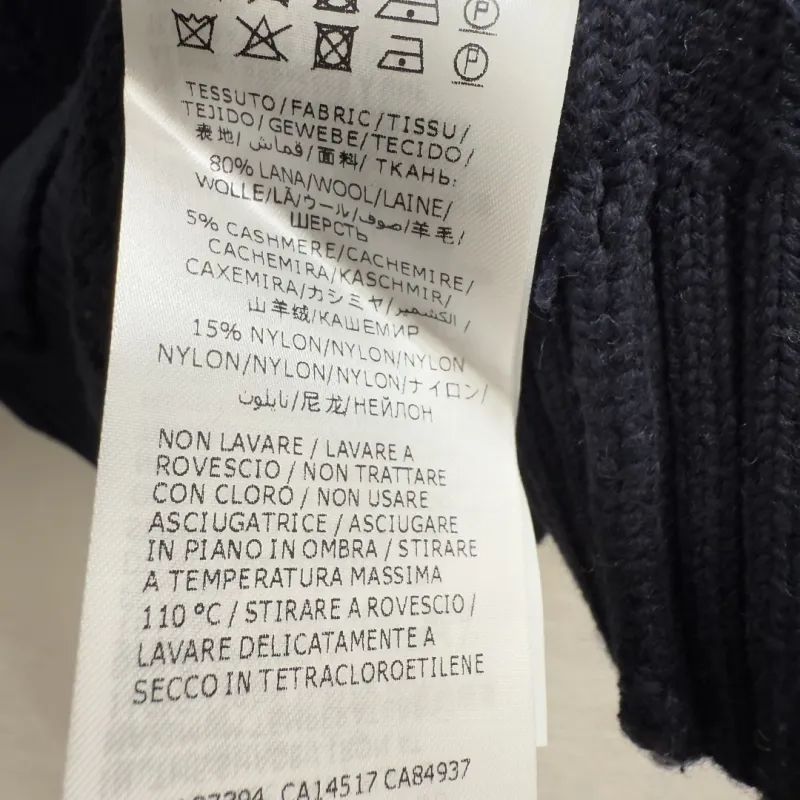 TESSUTO/FABRIC/TISSU/
TEJIDO/GEWEBE/TECIDO/
表地/قماش/面料/ТКАНЬ:
80% LANA/WOOL/LAINE/
WOLLE/LÃ/ウール/صوف/羊毛/
ШЕРСТЬ
5% CASHMERE/CACHEMIRE/
CACHEMIRA/KASCHMIR/
CAXEMIRA/カシミヤ/الكشمير/
山羊绒/КАШЕМИР
15% NYLON/NYLON/NYLON
NYLON/NYLON/NYLON/ナイロン/
نايلون/尼龙/НЕЙЛОН
NON LAVARE / LAVARE A
ROVESCIO / NON TRATTARE
CON CLORO / NON USARE
ASCIUGATRICE / ASCIUGARE
IN PIANO IN OMBRA / STIRARE
A TEMPERATURA MASSIMA
110 °C / STIRARE A ROVESCIO /
LAVARE DELICATAMENTE A
SECCO IN TETRACLOROETILENE
CA14517 CA84937